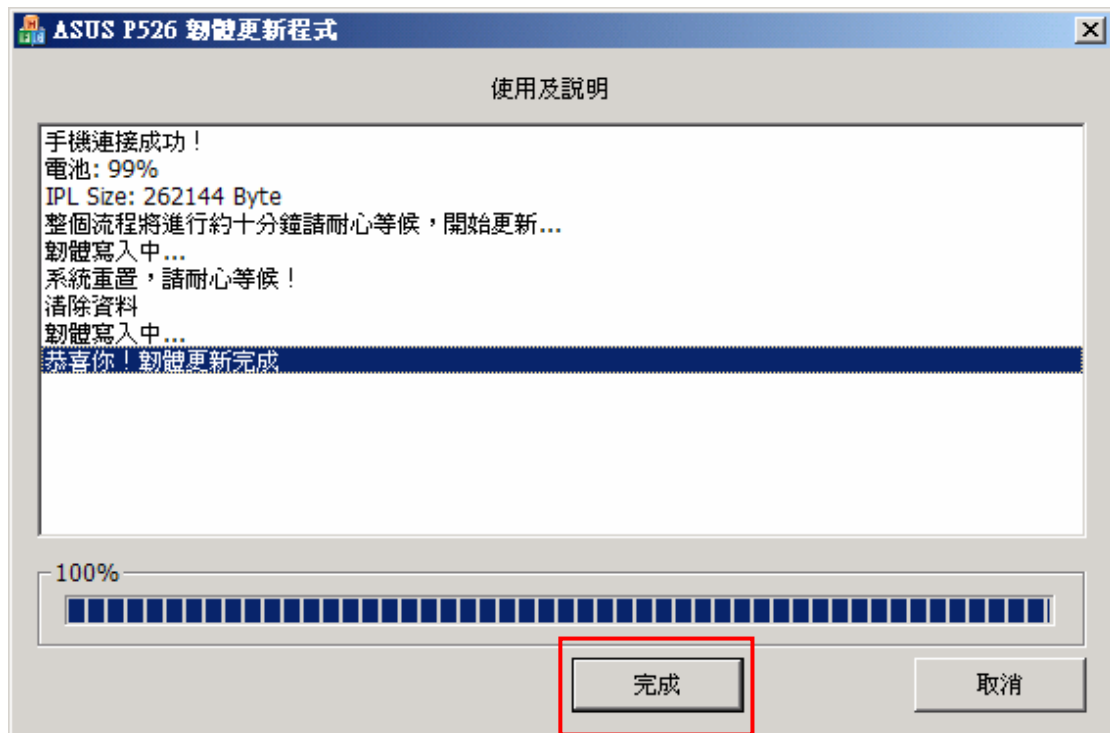 ASUS P526 韌體更新程式
使用及說明
手機連接成功！
電池: 99%
IPL Size: 262144 Byte
整個流程將進行約十分鐘請耐心等候，開始更新...
韌體寫入中...
系統重置，請耐心等候！
清除資料
韌體寫入中...
恭喜你！韌體更新完成
100%
完成
取消